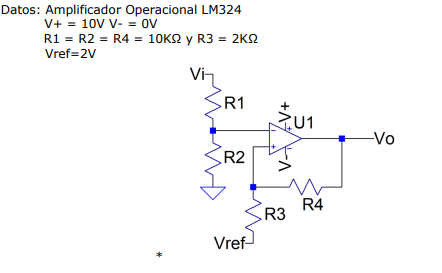 Datos: Amplificador Operacional LM324
V+ = 10V V- = 0V
R1 = R2 = R4 = 10KΩ y R3 = 2KΩ
Vref=2V
Vi
R1
V+
U1
Vo
R2
V-
R4
R3
Vref
*